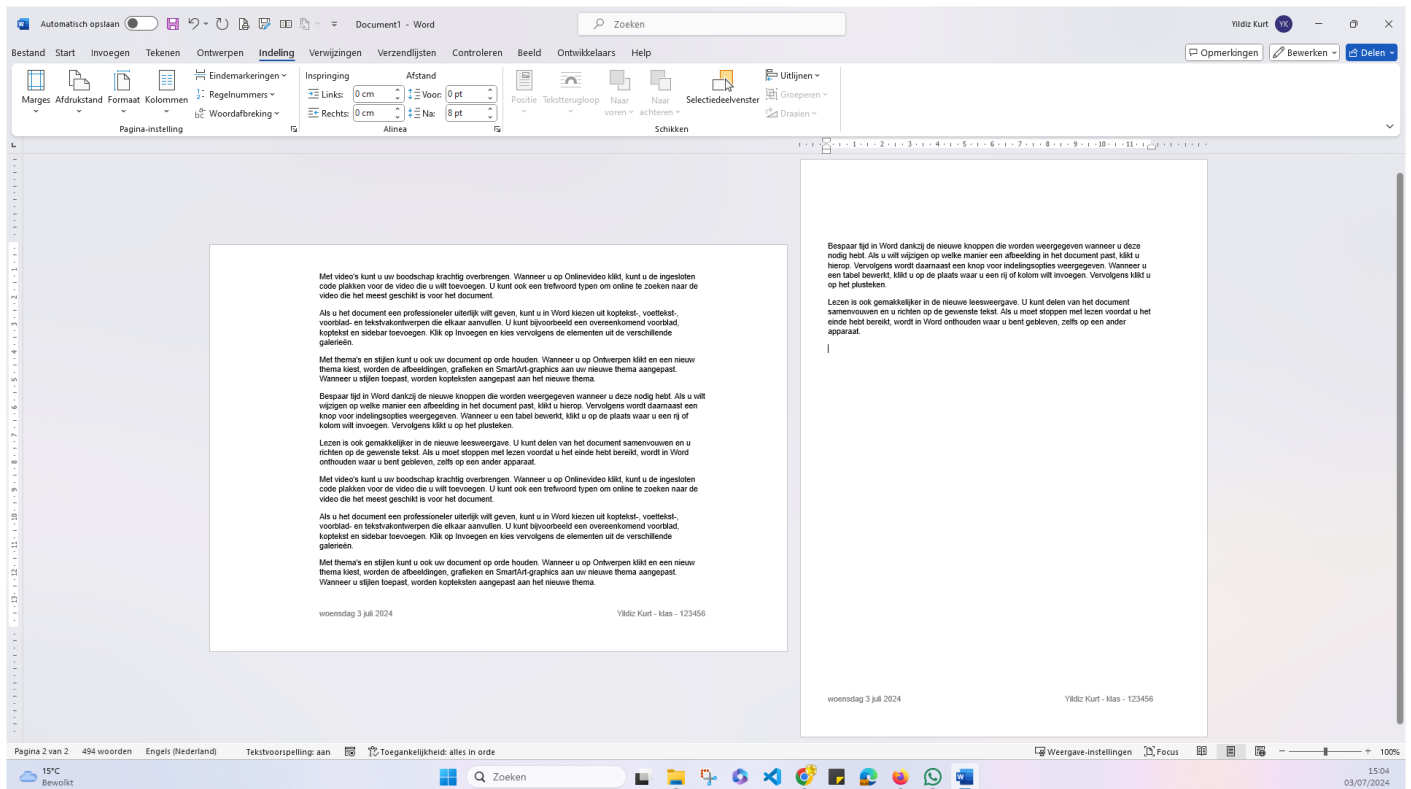 Automatisch opslaan
Document1 - Word
Zoeken
Yildiz Kurt
YK
Bestand Start Invoegen Tekenen Ontwerpen Indeling Verwijzingen Verzendlijsten Controleren Beeld Ontwikkelaars Help
Opmerkingen
Bewerken
Delen
Marges
Afdrukstand
Formaat
Kolommen
Eindemarkeringen
Regelnummers
Woordafbreking
Pagina-instelling
Inspringing
Afstand
Links: 0 cm
Voor: 0 pt
Rechts: 0 cm
Na: 8 pt
Alinea
Positie
Tekstterugloop
Naar voren
Naar achteren
Selectiedeelvenster
Uitlijnen
Groeperen
Draaien
Schikken
Met video's kunt u uw boodschap krachtig overbrengen. Wanneer u op Onlinevideo klikt, kunt u de ingesloten
code plakken voor de video die u wilt toevoegen. U kunt ook een trefwoord typen om online te zoeken naar de
video die het meest geschikt is voor het document.
Als u het document een professioneler uiterlijk wilt geven, kunt u in Word kiezen uit koptekst-, voettekst-,
voorblad- en tekstvakontwerpen die elkaar aanvullen. U kunt bijvoorbeeld een overeenkomend voorblad,
koptekst en sidebar toevoegen. Klik op Invoegen en kies vervolgens de elementen uit de verschillende
galerieën.
Met thema's en stijlen kunt u ook uw document op orde houden. Wanneer u op Ontwerpen klikt en een nieuw
thema kiest, worden de afbeeldingen, grafieken en SmartArt-graphics aan uw nieuwe thema aangepast.
Wanneer u stijlen toepast, worden kopteksten aangepast aan het nieuwe thema.
Bespaar tijd in Word dankzij de nieuwe knoppen die worden weergegeven wanneer u deze nodig hebt. Als u wilt
wijzigen op welke manier een afbeelding in het document past, klikt u hierop. Vervolgens wordt daarnaast een
knop voor indelingsopties weergegeven. Wanneer u een tabel bewerkt, klikt u op de plaats waar u een rij of
kolom wilt invoegen. Vervolgens klikt u op het plusteken.
Lezen is ook gemakkelijker in de nieuwe leesweergave. U kunt delen van het document samenvouwen en u
richten op de gewenste tekst. Als u moet stoppen met lezen voordat u het einde hebt bereikt, wordt in Word
onthouden waar u bent gebleven, zelfs op een ander apparaat.
Met video's kunt u uw boodschap krachtig overbrengen. Wanneer u op Onlinevideo klikt, kunt u de ingesloten
code plakken voor de video die u wilt toevoegen. U kunt ook een trefwoord typen om online te zoeken naar de
video die het meest geschikt is voor het document.
Als u het document een professioneler uiterlijk wilt geven, kunt u in Word kiezen uit koptekst-, voettekst-,
voorblad- en tekstvakontwerpen die elkaar aanvullen. U kunt bijvoorbeeld een overeenkomend voorblad,
koptekst en sidebar toevoegen. Klik op Invoegen en kies vervolgens de elementen uit de verschillende
galerieën.
Met thema's en stijlen kunt u ook uw document op orde houden. Wanneer u op Ontwerpen klikt en een nieuw
thema kiest, worden de afbeeldingen, grafieken en SmartArt-graphics aan uw nieuwe thema aangepast.
Wanneer u stijlen toepast, worden kopteksten aangepast aan het nieuwe thema.
woensdag 3 juli 2024
Yildiz Kurt - klas - 123456
Bespaar tijd in Word dankzij de nieuwe knoppen die worden weergegeven wanneer u deze
nodig hebt. Als u wilt wijzigen op welke manier een afbeelding in het document past, klikt u
hierop. Vervolgens wordt daarnaast een knop voor indelingsopties weergegeven. Wanneer u
een tabel bewerkt, klikt u op de plaats waar u een rij of kolom wilt invoegen. Vervolgens klikt u
op het plusteken.
Lezen is ook gemakkelijker in de nieuwe leesweergave. U kunt delen van het document
samenvouwen en u richten op de gewenste tekst. Als u moet stoppen met lezen voordat u het
einde hebt bereikt, wordt in Word onthouden waar u bent gebleven, zelfs op een ander
apparaat.
woensdag 3 juli 2024
Yildiz Kurt - klas - 123456
Pagina 2 van 2
494 woorden
Engels (Nederland)
Tekstvoorspelling: aan
Toegankelijkheid: alles in orde
Weergave-instellingen
Focus
100%
15°C
Bewolkt
Zoeken
15:04
03/07/2024